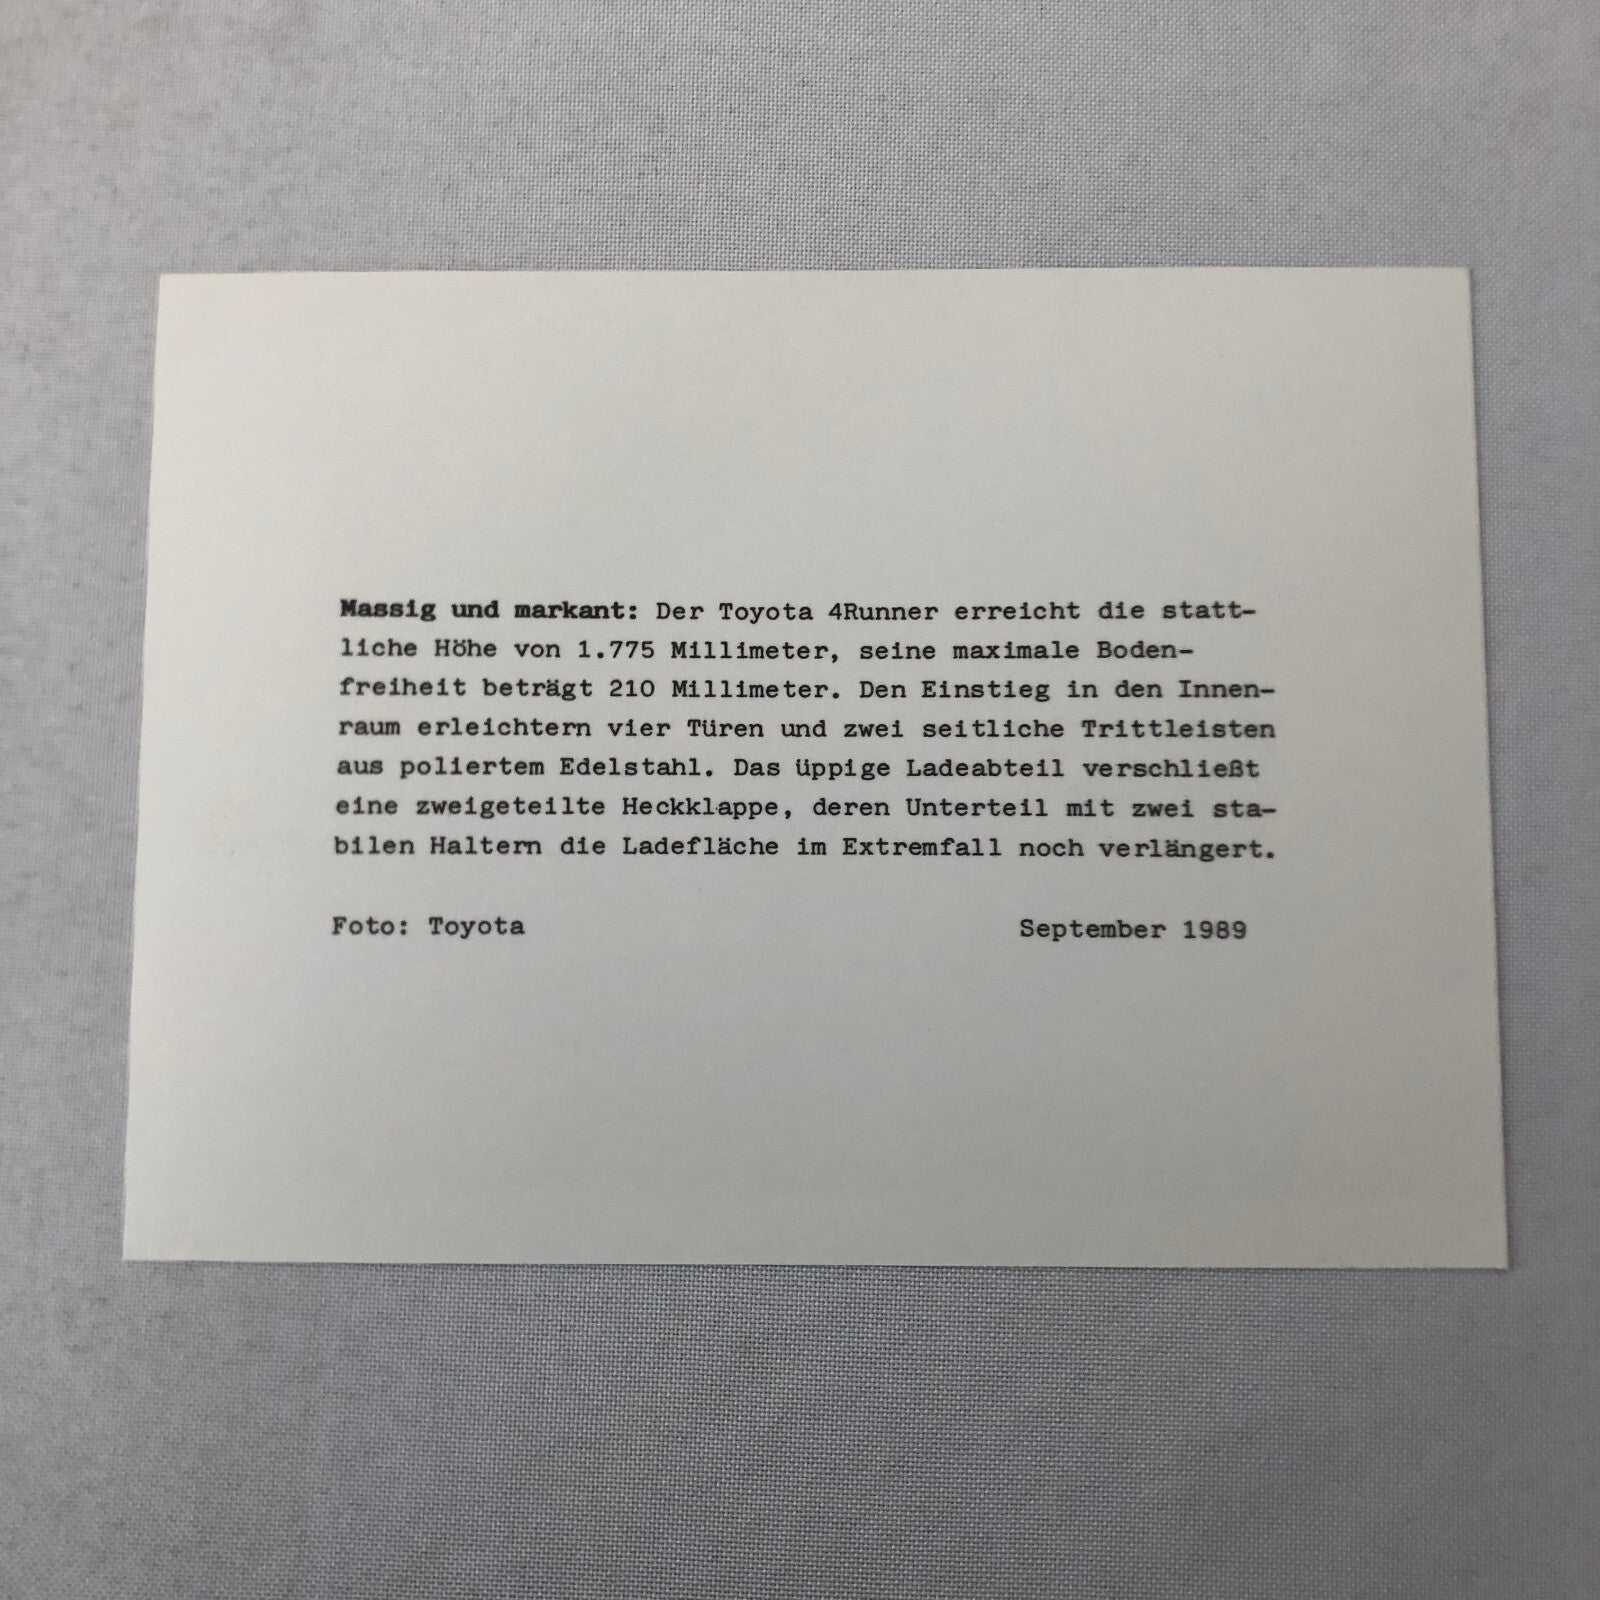 Massig und markant: Der Toyota 4Runner erreicht die statt-
liche Höhe von 1.775 Millimeter, seine maximale Boden-
freiheit beträgt 210 Millimeter. Den Einstieg in den Innen-
raum erleichtern vier Türen und zwei seitliche Trittleisten
aus poliertem Edelstahl. Das üppige Ladeabteil verschließt
eine zweigeteilte Heckklappe, deren Unterteil mit zwei sta-
bilen Haltern die Ladefläche im Extremfall noch verlängert.
Foto: Toyota September 1989